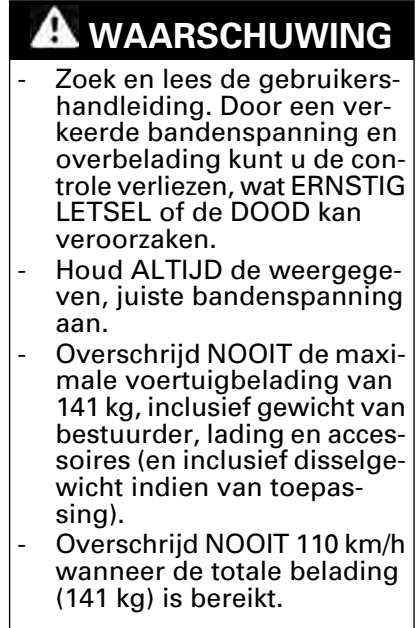 WAARSCHUWING
- Zoek en lees de gebruikers-
handleiding. Door een ver-
keerde bandenspanning en
overbelading kunt u de con-
trole verliezen, wat ERNSTIG
LETSEL of de DOOD kan
veroorzaken.
- Houd ALTIJD de weergege-
ven, juiste bandenspanning
aan.
- Overschrijd NOOIT de maxi-
male voertuigbelading van
141 kg, inclusief gewicht van
bestuurder, lading en acces-
soires (en inclusief disselge-
wicht indien van toepas-
sing).
- Overschrijd NOOIT 110 km/h
wanneer de totale belading
(141 kg) is bereikt.